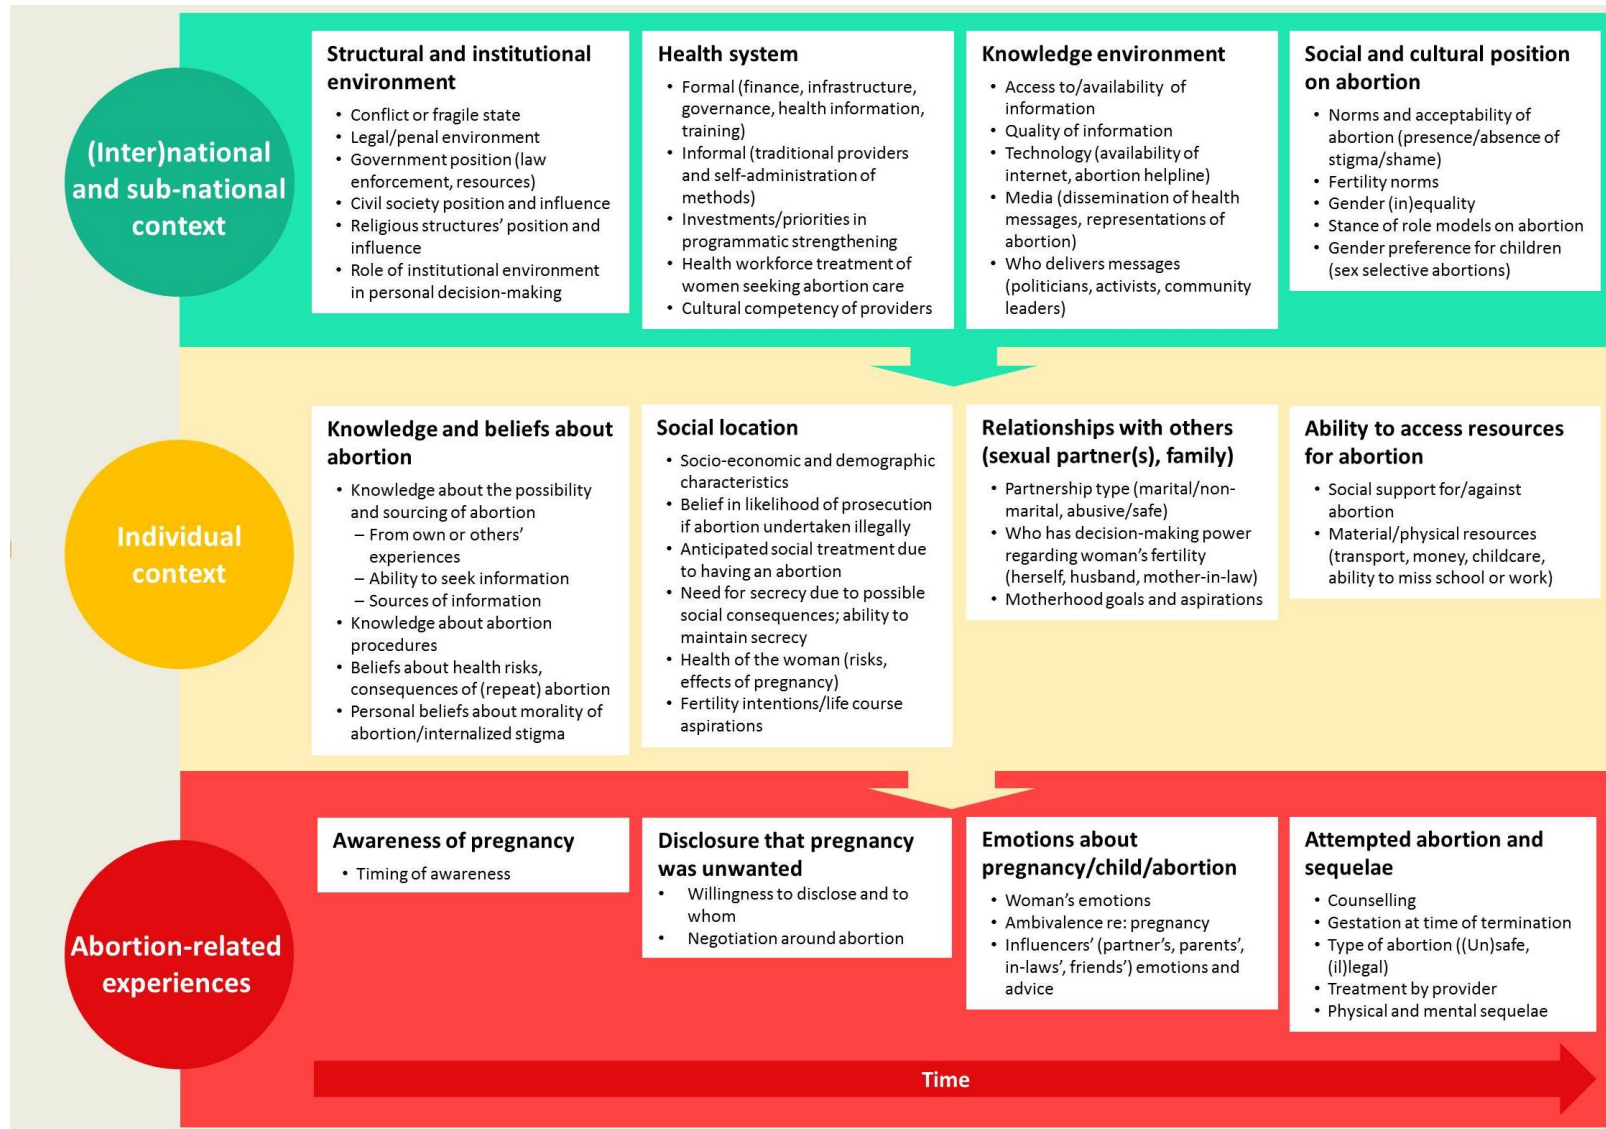 (Inter)national
and sub-national
context
Structural and institutional
environment
• Conflict or fragile state
• Legal/penal environment
• Government position (law
enforcement, resources)
• Civil society position and influence
• Religious structures’ position and
influence
• Role of institutional environment
in personal decision-making
Health system
• Formal (finance, infrastructure,
governance, health information,
training)
• Informal (traditional providers
and self-administration of
methods)
• Investments/priorities in
programmatic strengthening
• Health workforce treatment of
women seeking abortion care
• Cultural competency of providers
Knowledge environment
• Access to/availability of
information
• Quality of information
• Technology (availability of
internet, abortion helpline)
• Media (dissemination of health
messages, representations of
abortion)
• Who delivers messages
(politicians, activists, community
leaders)
Social and cultural position
on abortion
• Norms and acceptability of
abortion (presence/absence of
stigma/shame)
• Fertility norms
• Gender (in)equality
• Stance of role models on abortion
• Gender preference for children
(sex selective abortions)
Individual
context
Knowledge and beliefs about
abortion
• Knowledge about the possibility
and sourcing of abortion
– From own or others’
experiences
– Ability to seek information
– Sources of information
• Knowledge about abortion
procedures
• Beliefs about health risks,
consequences of (repeat) abortion
• Personal beliefs about morality of
abortion/internalized stigma
Social location
• Socio-economic and demographic
characteristics
• Belief in likelihood of prosecution
if abortion undertaken illegally
• Anticipated social treatment due
to having an abortion
• Need for secrecy due to possible
social consequences; ability to
maintain secrecy
• Health of the woman (risks,
effects of pregnancy)
• Fertility intentions/life course
aspirations
Relationships with others
(sexual partner(s), family)
• Partnership type (marital/non-
marital, abusive/safe)
• Who has decision-making power
regarding woman’s fertility
(herself, husband, mother-in-law)
• Motherhood goals and aspirations
Ability to access resources
for abortion
• Social support for/against
abortion
• Material/physical resources
(transport, money, childcare,
ability to miss school or work)
Abortion-related
experiences
Awareness of pregnancy
• Timing of awareness
Disclosure that pregnancy
was unwanted
• Willingness to disclose and to
whom
• Negotiation around abortion
Emotions about
pregnancy/child/abortion
• Woman’s emotions
• Ambivalence re: pregnancy
• Influencers’ (partner’s, parents’,
in-laws’, friends’) emotions and
advice
Attempted abortion and
sequelae
• Counselling
• Gestation at time of termination
• Type of abortion ((Un)safe,
(il)legal)
• Treatment by provider
• Physical and mental sequelae
Time